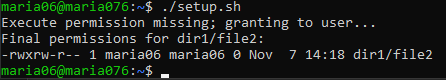 maria06@maria076:~$ ./setup.sh
Execute permission missing; granting to user...
Final permissions for dir1/file2:
-rwxrw-r-- 1 maria06 maria06 0 Nov  7 14:18 dir1/file2
maria06@maria076:~$